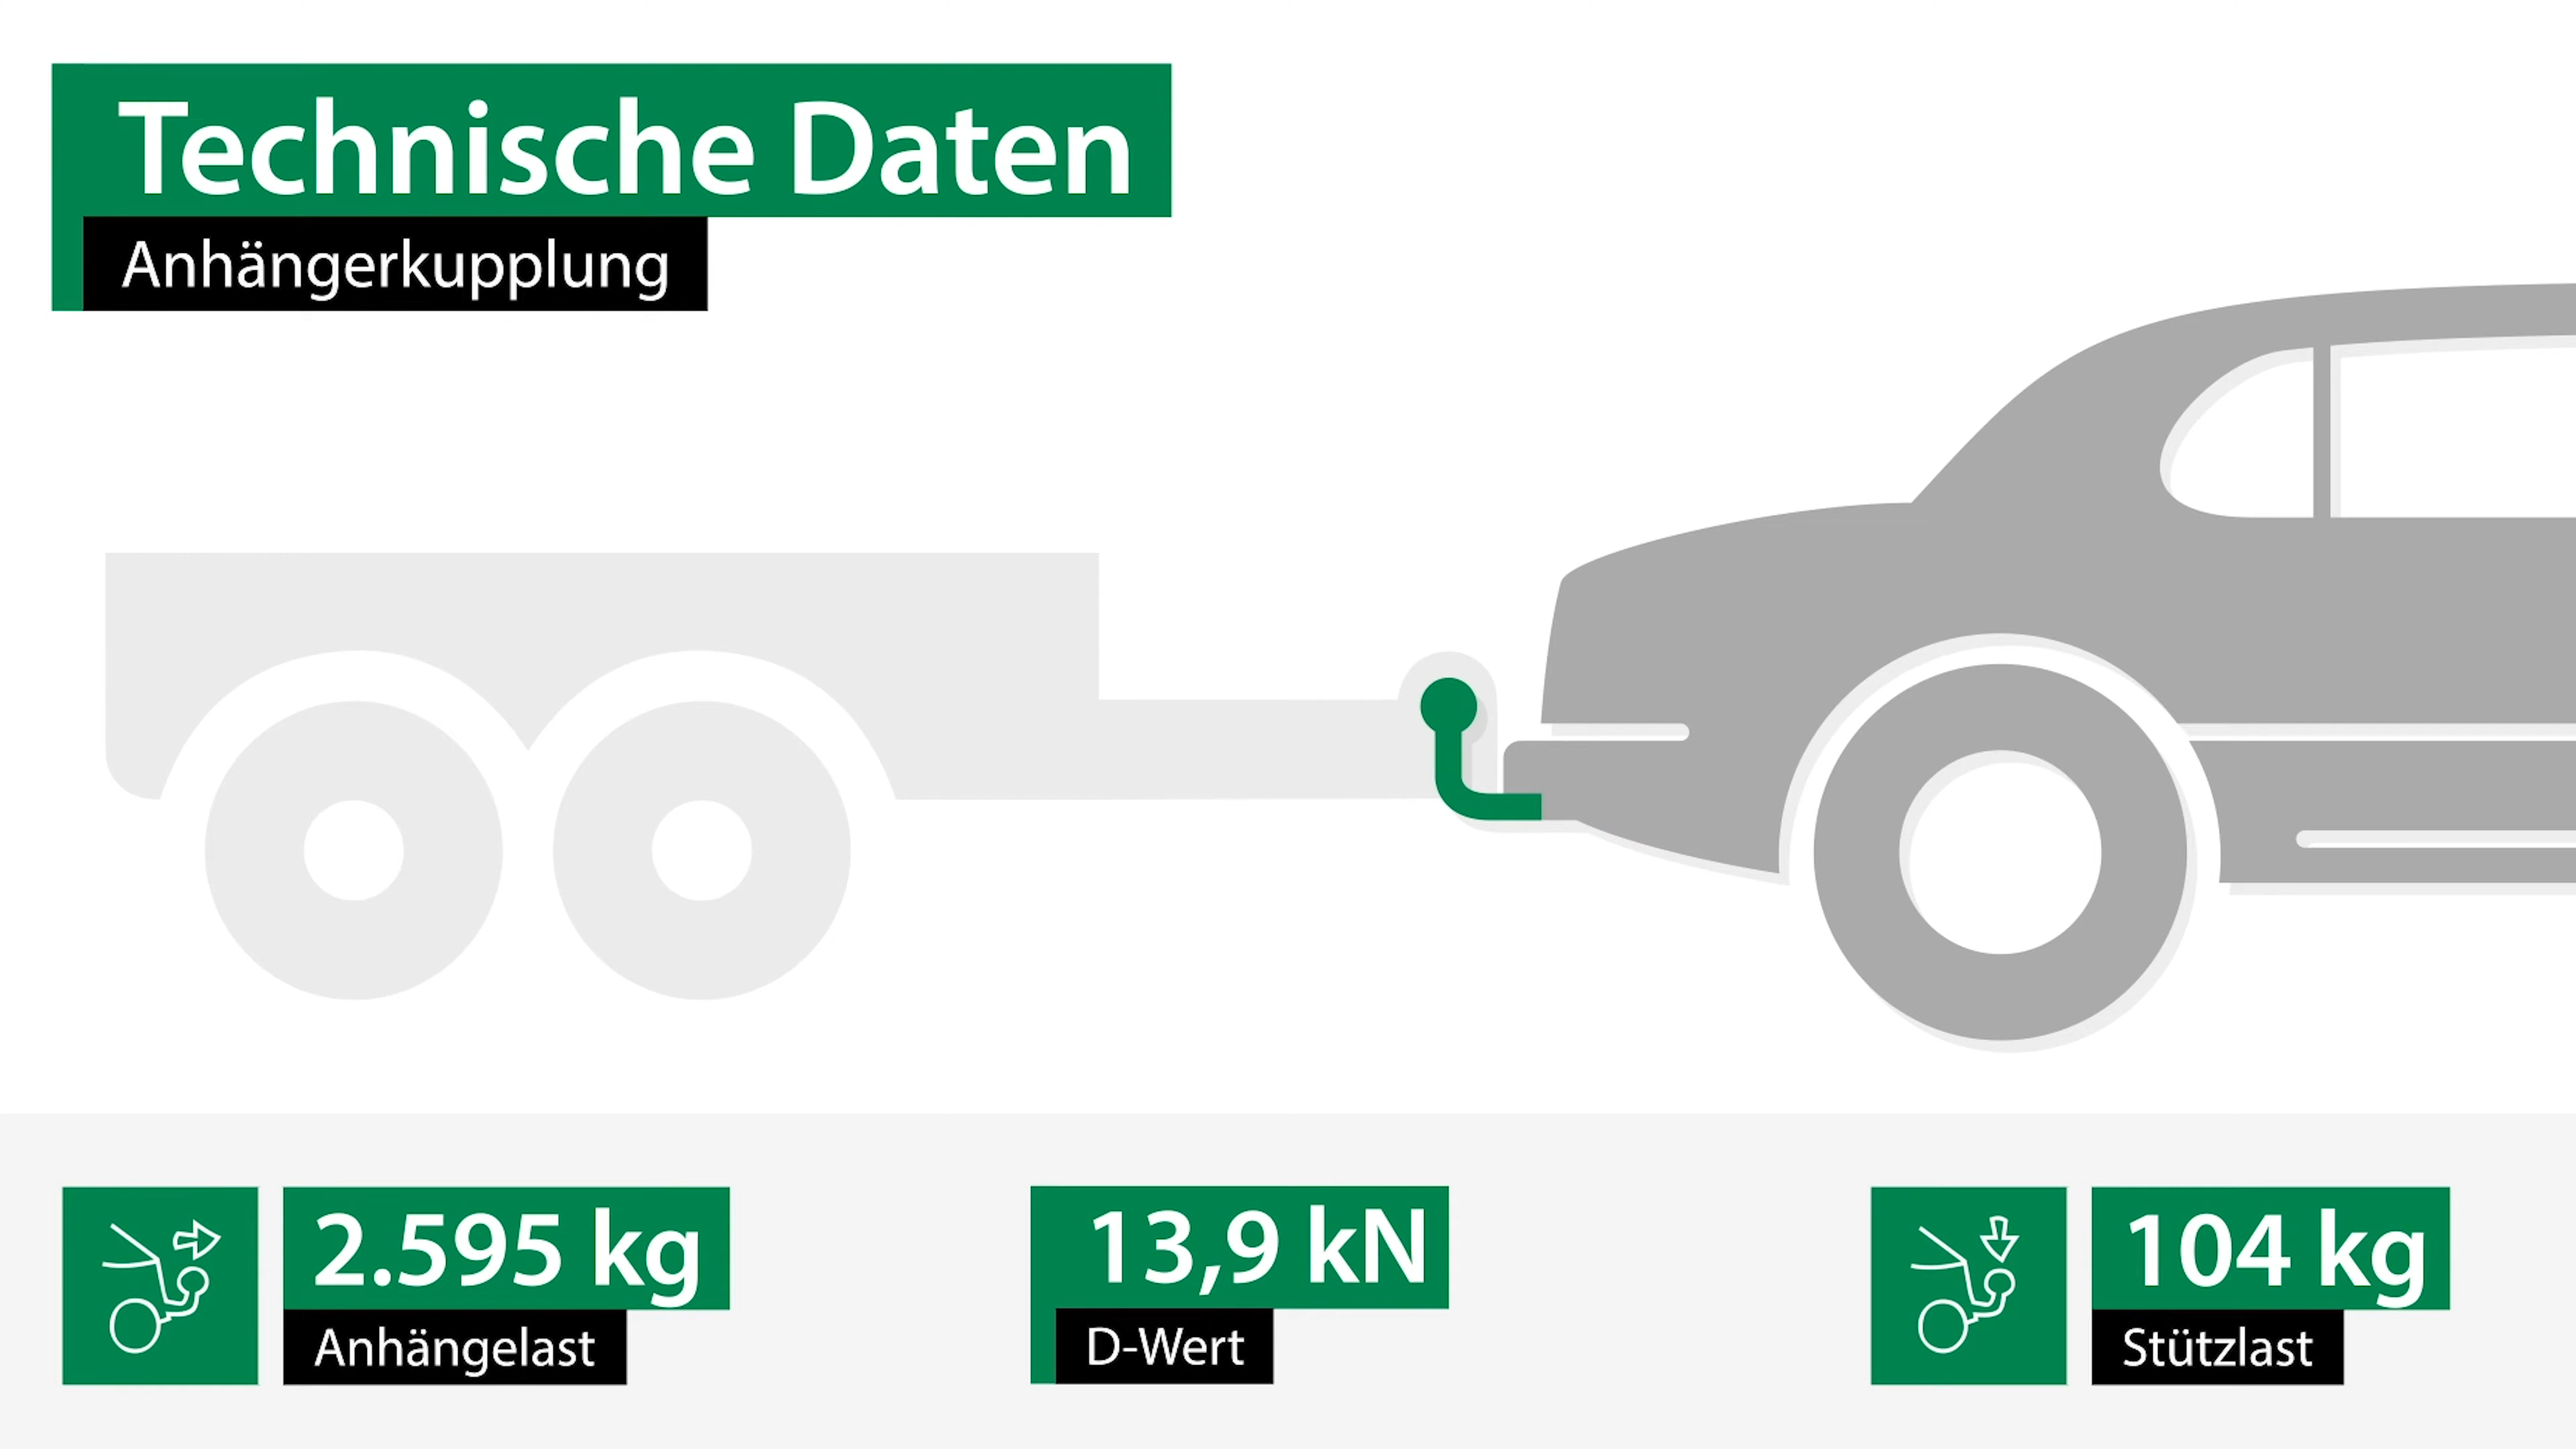 Technische Daten
Anhängerkupplung
2.595 kg
Anhängelast
13,9 kN
D-Wert
104 kg
Stützlast